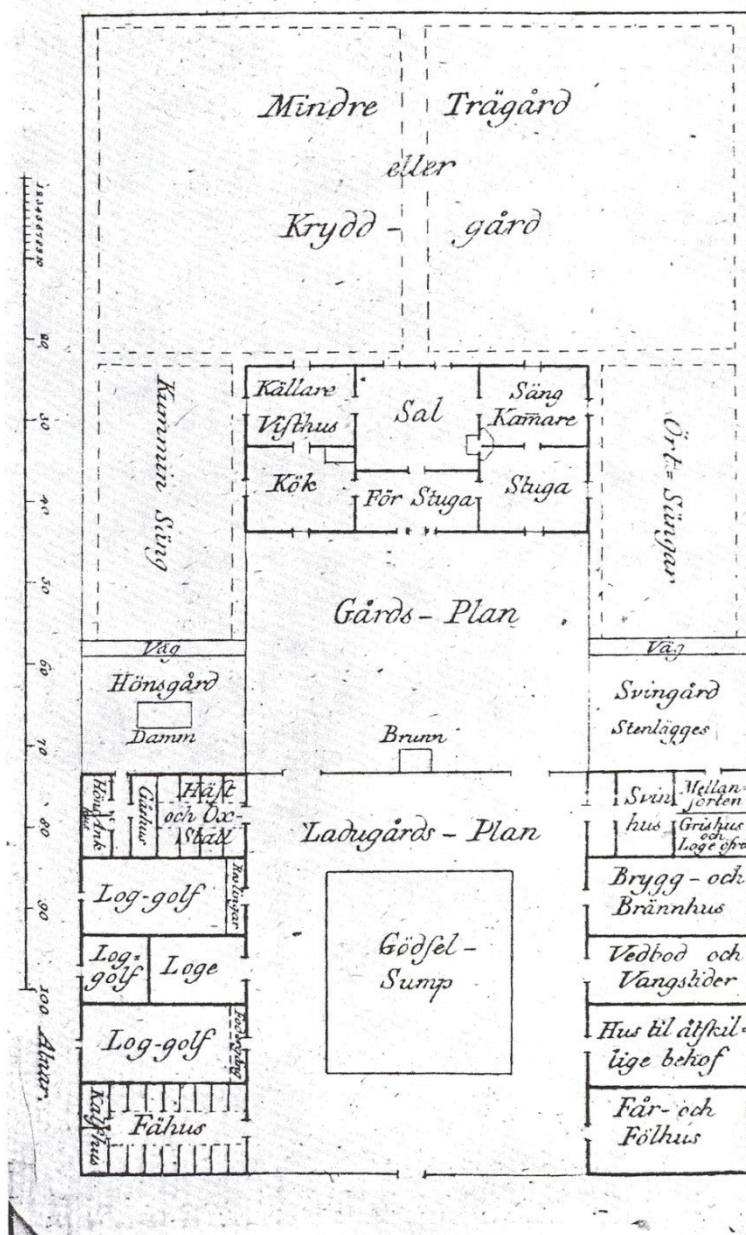 Mindre Trägård
eller
Krydd- gård
Kummin Säng
Källare
Visthus
Sal
Säng
Kamare
Kök
För Stuga
Stuga
Ört-Sängar
Gårds-Plan
Väg
Väg
Hönsgård
Damm
Brunn
Svingård
Stenlägges
Gåshus
Häst
och Ox-
Stall
Ladugårds-Plan
Svin
hus
Mellan-
Grishus
och
Loge
Log-golf
Brygg-och
Brännhus
Log-
golf
Loge
Gödsel-
Sump
Vedbod och
Log-golf
Hus til åtskil-
lige behof
Kalfhus
Fähus
Får-och
Fölhus
20
30
40
50
60
70
80
90
100 Alnar.